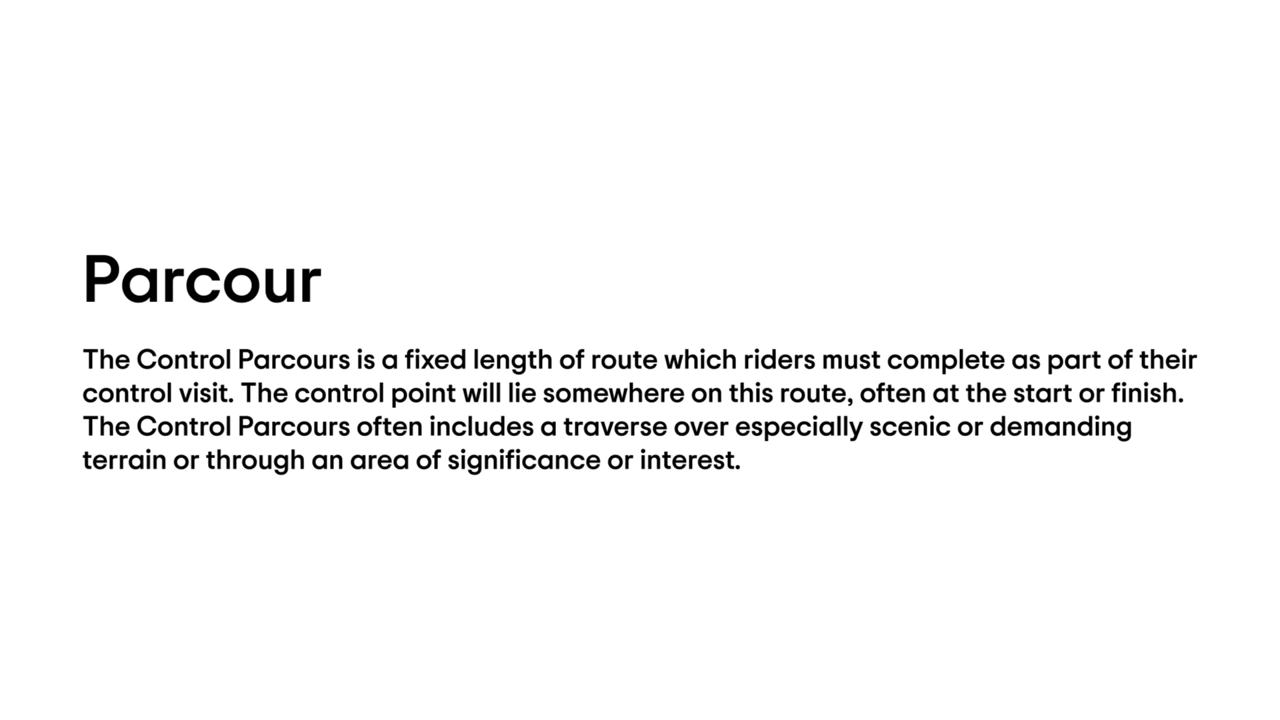 Parcour
The Control Parcours is a fixed length of route which riders must complete as part of their
control visit. The control point will lie somewhere on this route, often at the start or finish.
The Control Parcours often includes a traverse over especially scenic or demanding
terrain or through an area of significance or interest.